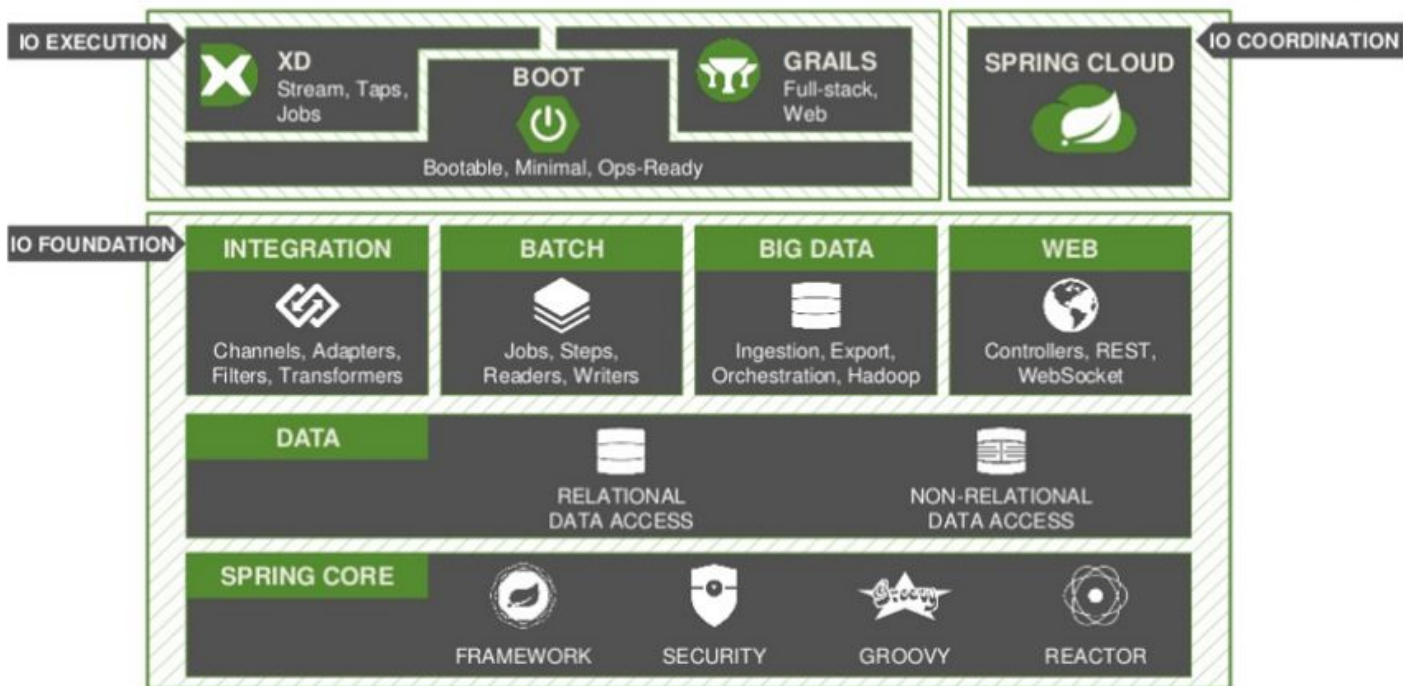 IO EXECUTION
XD
Stream, Taps,
Jobs
BOOT
Bootable, Minimal, Ops-Ready
GRAILS
Full-stack,
Web
SPRING CLOUD
IO COORDINATION
IO FOUNDATION
INTEGRATION
Channels, Adapters,
Filters, Transformers
BATCH
Jobs, Steps,
Readers, Writers
BIG DATA
Ingestion, Export,
Orchestration, Hadoop
WEB
Controllers, REST,
WebSocket
DATA
RELATIONAL
DATA ACCESS
NON-RELATIONAL
DATA ACCESS
SPRING CORE
FRAMEWORK
SECURITY
Groovy
GROOVY
REACTOR